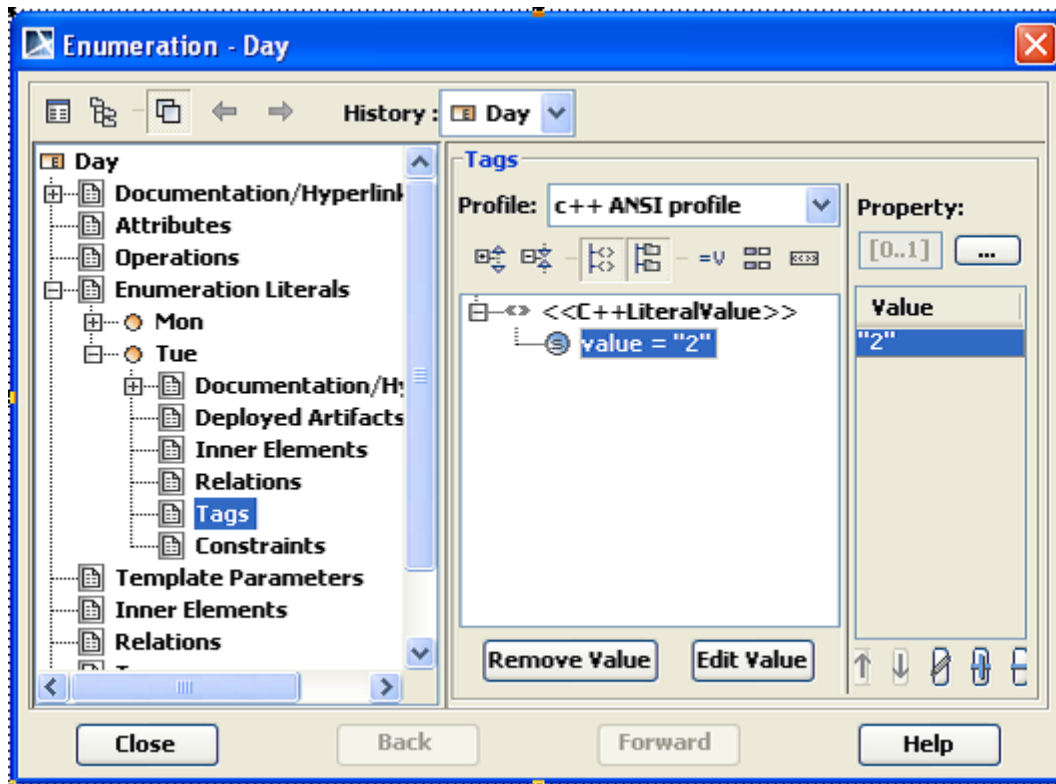 Enumeration - Day
History : Day
Day
Documentation/Hyperlink
Attributes
Operations
Enumeration Literals
Mon
Tue
Documentation/Hy
Deployed Artifacts
Inner Elements
Relations
Tags
Constraints
Template Parameters
Inner Elements
Relations
Tags
Profile: c++ ANSI profile
=V
<<C++LiteralValue>>
value = "2"
Remove Value Edit Value
Property:
[0..1] ...
Value
"2"
Close Back Forward Help